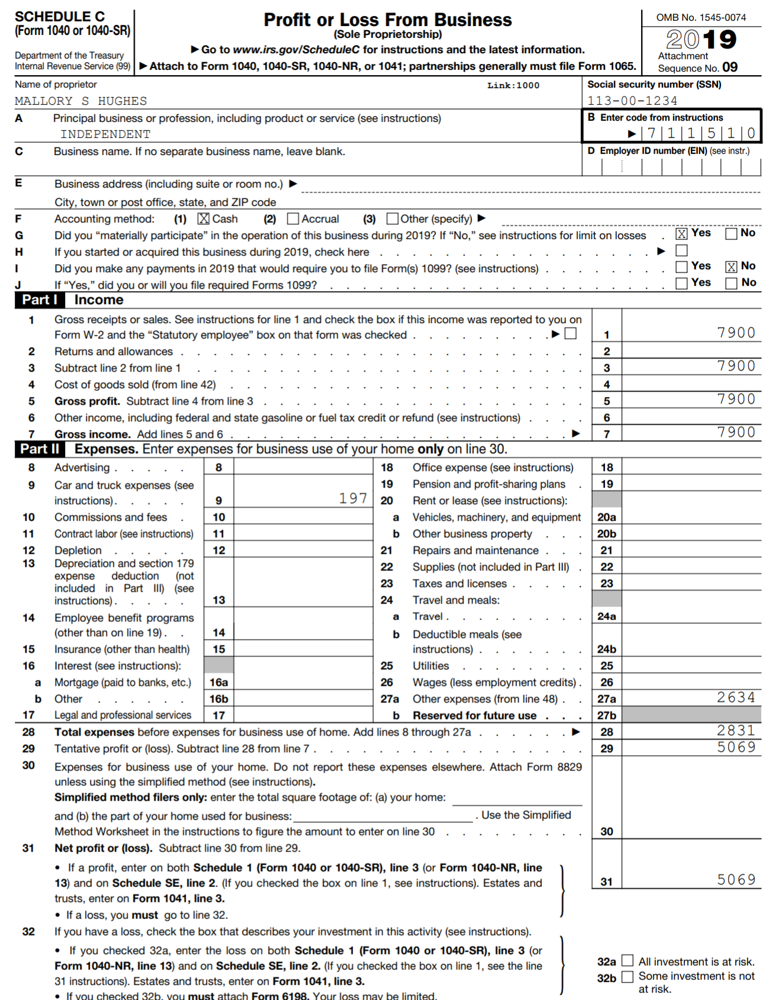 SCHEDULE C
(Form 1040 or 1040-SR)
Department of the Treasury
Internal Revenue Service (99)
Profit or Loss From Business
(Sole Proprietorship)
▶ Go to www.irs.gov/ScheduleC for instructions and the latest information.
▶ Attach to Form 1040, 1040-SR, 1040-NR, or 1041; partnerships generally must file Form 1065.
OMB No. 1545-0074
2019
Attachment
Sequence No. 09
Name of proprietor Link:1000
MALLORY S HUGHES
Social security number (SSN)
113-00-1234
A Principal business or profession, including product or service (see instructions)
INDEPENDENT
B Enter code from instructions
▶ 7 1 1 5 1 0
C Business name. If no separate business name, leave blank.
D Employer ID number (EIN) (see instr.)
E Business address (including suite or room no.) ▶
City, town or post office, state, and ZIP code
F Accounting method: (1) X Cash (2) Accrual (3) Other (specify) ▶
G Did you “materially participate” in the operation of this business during 2019? If “No,” see instructions for limit on losses . X Yes No
H If you started or acquired this business during 2019, check here ▶
I Did you make any payments in 2019 that would require you to file Form(s) 1099? (see instructions) Yes X No
J If “Yes,” did you or will you file required Forms 1099? Yes No
Part I Income
1 Gross receipts or sales. See instructions for line 1 and check the box if this income was reported to you on
Form W-2 and the “Statutory employee” box on that form was checked ▶ 1 7900
2 Returns and allowances 2
3 Subtract line 2 from line 1 3 7900
4 Cost of goods sold (from line 42) 4
5 Gross profit. Subtract line 4 from line 3 5 7900
6 Other income, including federal and state gasoline or fuel tax credit or refund (see instructions) 6
7 Gross income. Add lines 5 and 6 ▶ 7 7900
Part II Expenses. Enter expenses for business use of your home only on line 30.
8 Advertising 8
9 Car and truck expenses (see
instructions) 9 197
10 Commissions and fees 10
11 Contract labor (see instructions) 11
12 Depletion 12
13 Depreciation and section 179
expense deduction (not
included in Part III) (see
instructions) 13
14 Employee benefit programs
(other than on line 19) 14
15 Insurance (other than health) 15
16 Interest (see instructions):
a Mortgage (paid to banks, etc.) 16a
b Other 16b
17 Legal and professional services 17
18 Office expense (see instructions) 18
19 Pension and profit-sharing plans 19
20 Rent or lease (see instructions):
a Vehicles, machinery, and equipment 20a
b Other business property 20b
21 Repairs and maintenance 21
22 Supplies (not included in Part III) 22
23 Taxes and licenses 23
24 Travel and meals:
a Travel 24a
b Deductible meals (see
instructions) 24b
25 Utilities 25
26 Wages (less employment credits) 26
27a Other expenses (from line 48) 27a 2634
b Reserved for future use 27b
28 Total expenses before expenses for business use of home. Add lines 8 through 27a ▶ 28 2831
29 Tentative profit or (loss). Subtract line 28 from line 7 29 5069
30 Expenses for business use of your home. Do not report these expenses elsewhere. Attach Form 8829
unless using the simplified method (see instructions).
Simplified method filers only: enter the total square footage of: (a) your home:
and (b) the part of your home used for business: . Use the Simplified
Method Worksheet in the instructions to figure the amount to enter on line 30 30
31 Net profit or (loss). Subtract line 30 from line 29.
• If a profit, enter on both Schedule 1 (Form 1040 or 1040-SR), line 3 (or Form 1040-NR, line
13) and on Schedule SE, line 2. (If you checked the box on line 1, see instructions). Estates and
trusts, enter on Form 1041, line 3.
• If a loss, you must go to line 32.
31 5069
32 If you have a loss, check the box that describes your investment in this activity (see instructions).
• If you checked 32a, enter the loss on both Schedule 1 (Form 1040 or 1040-SR), line 3 (or
Form 1040-NR, line 13) and on Schedule SE, line 2. (If you checked the box on line 1, see the line
31 instructions). Estates and trusts, enter on Form 1041, line 3.
• If you checked 32b, you must attach Form 6198. Your loss may be limited.
32a All investment is at risk.
32b Some investment is not
at risk.